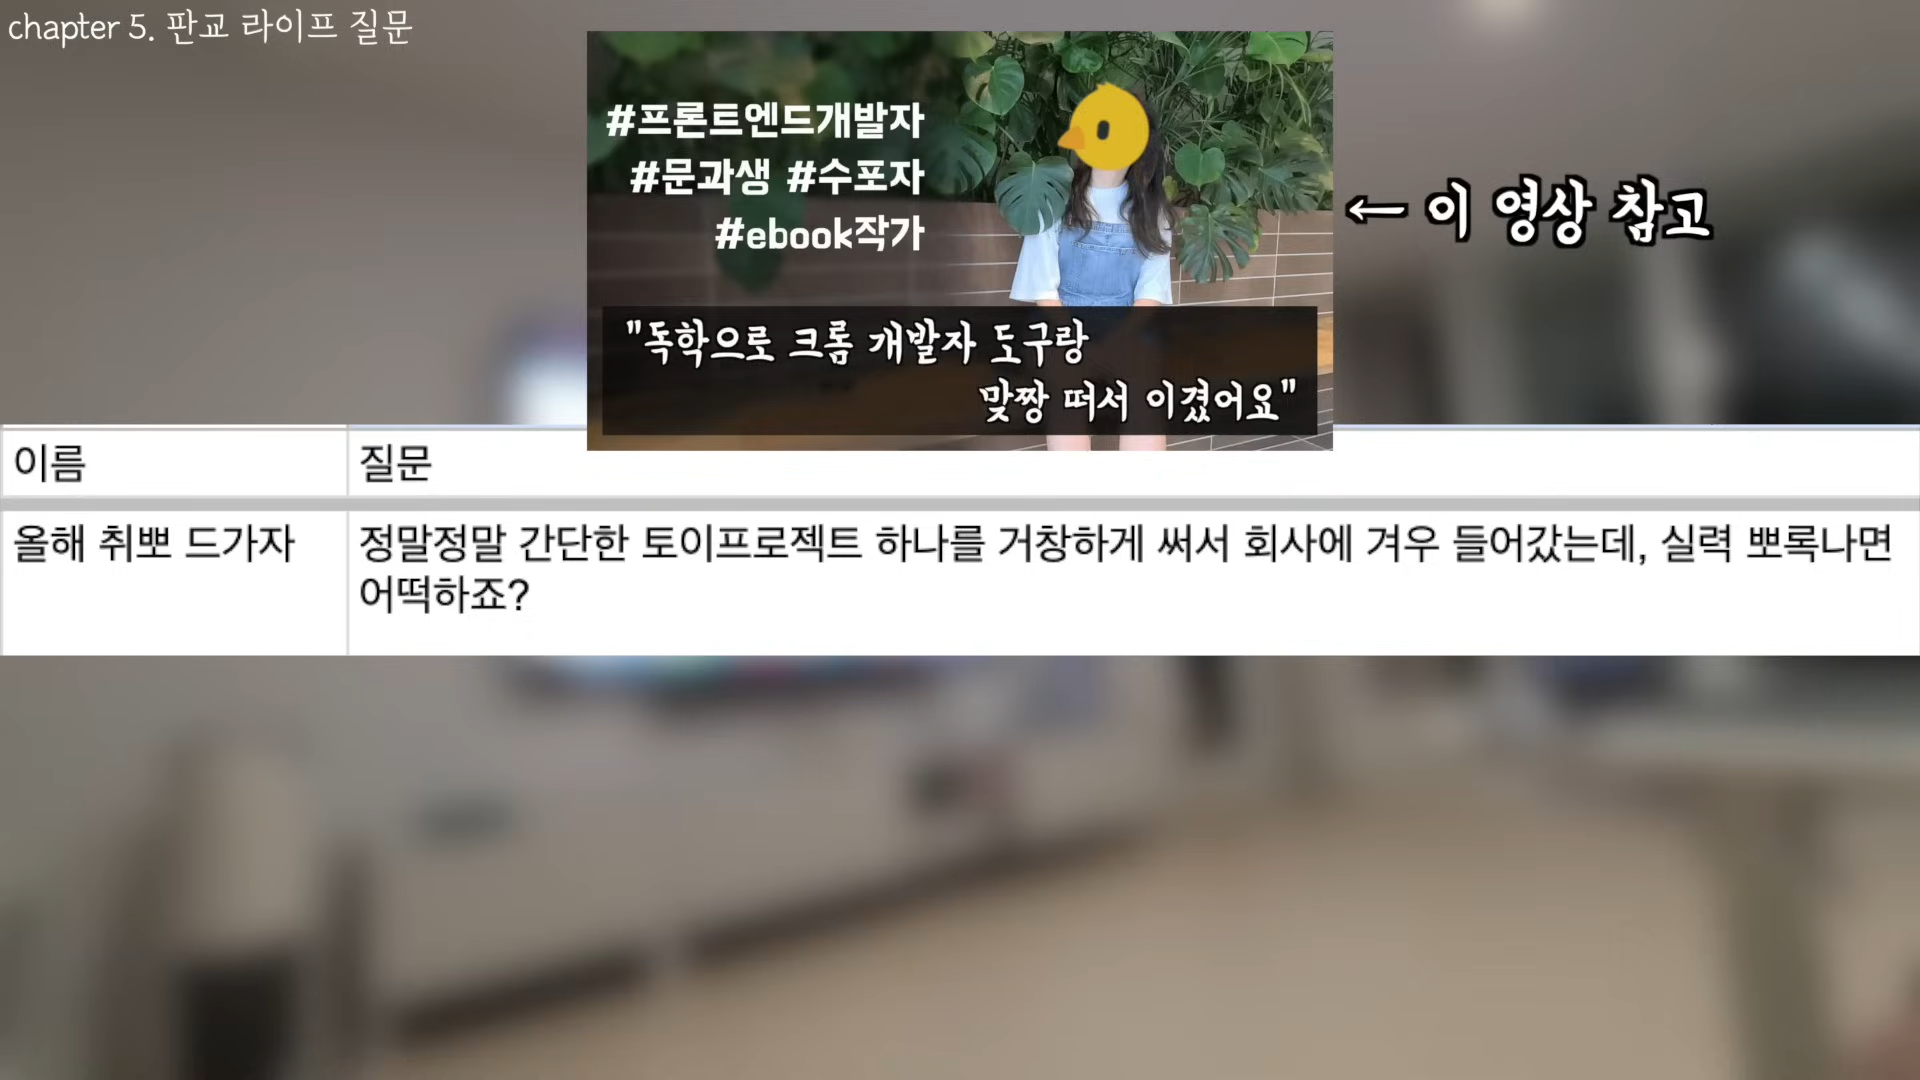 chapter 5. 판교 라이프 질문
#프론트엔드개발자
#문과생 #수포자
#ebook작가
← 이 영상 참고
"독학으로 크롬 개발자 도구랑
맞짱 떠서 이겼어요"
이름 질문
올해 취뽀 드가자 정말정말 간단한 토이프로젝트 하나를 거창하게 써서 회사에 겨우 들어갔는데, 실력 뽀록나면
어떡하죠?